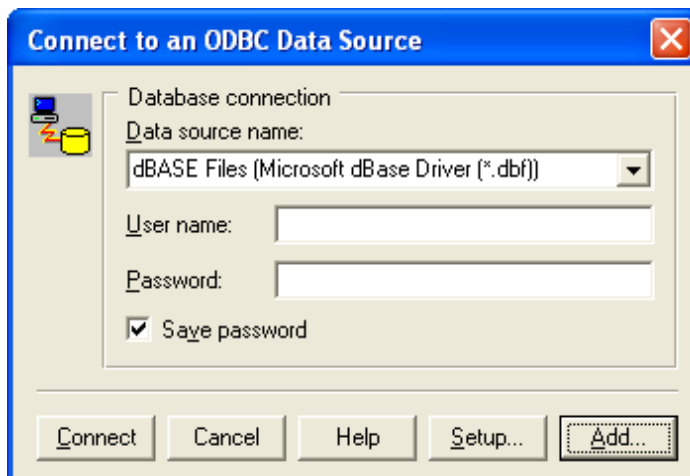 Connect to an ODBC Data Source
Database connection
Data source name:
dBASE Files (Microsoft dBase Driver (*.dbf))
User name:
Password:
Save password
Connect Cancel Help Setup... Add...